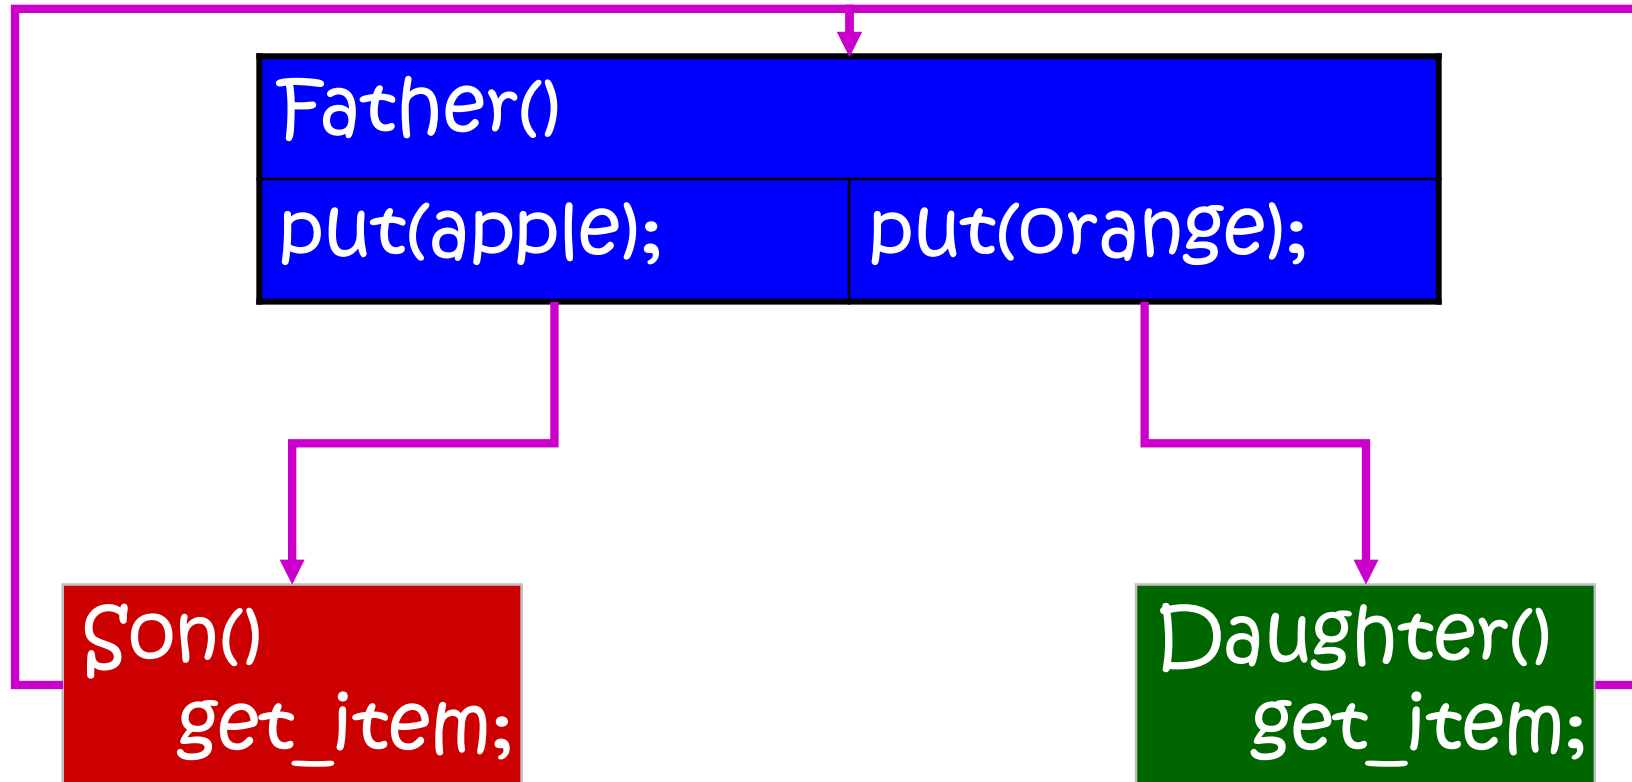 Father()
put(apple);
put(orange);
Son()
get_item;
Daughter()
get_item;